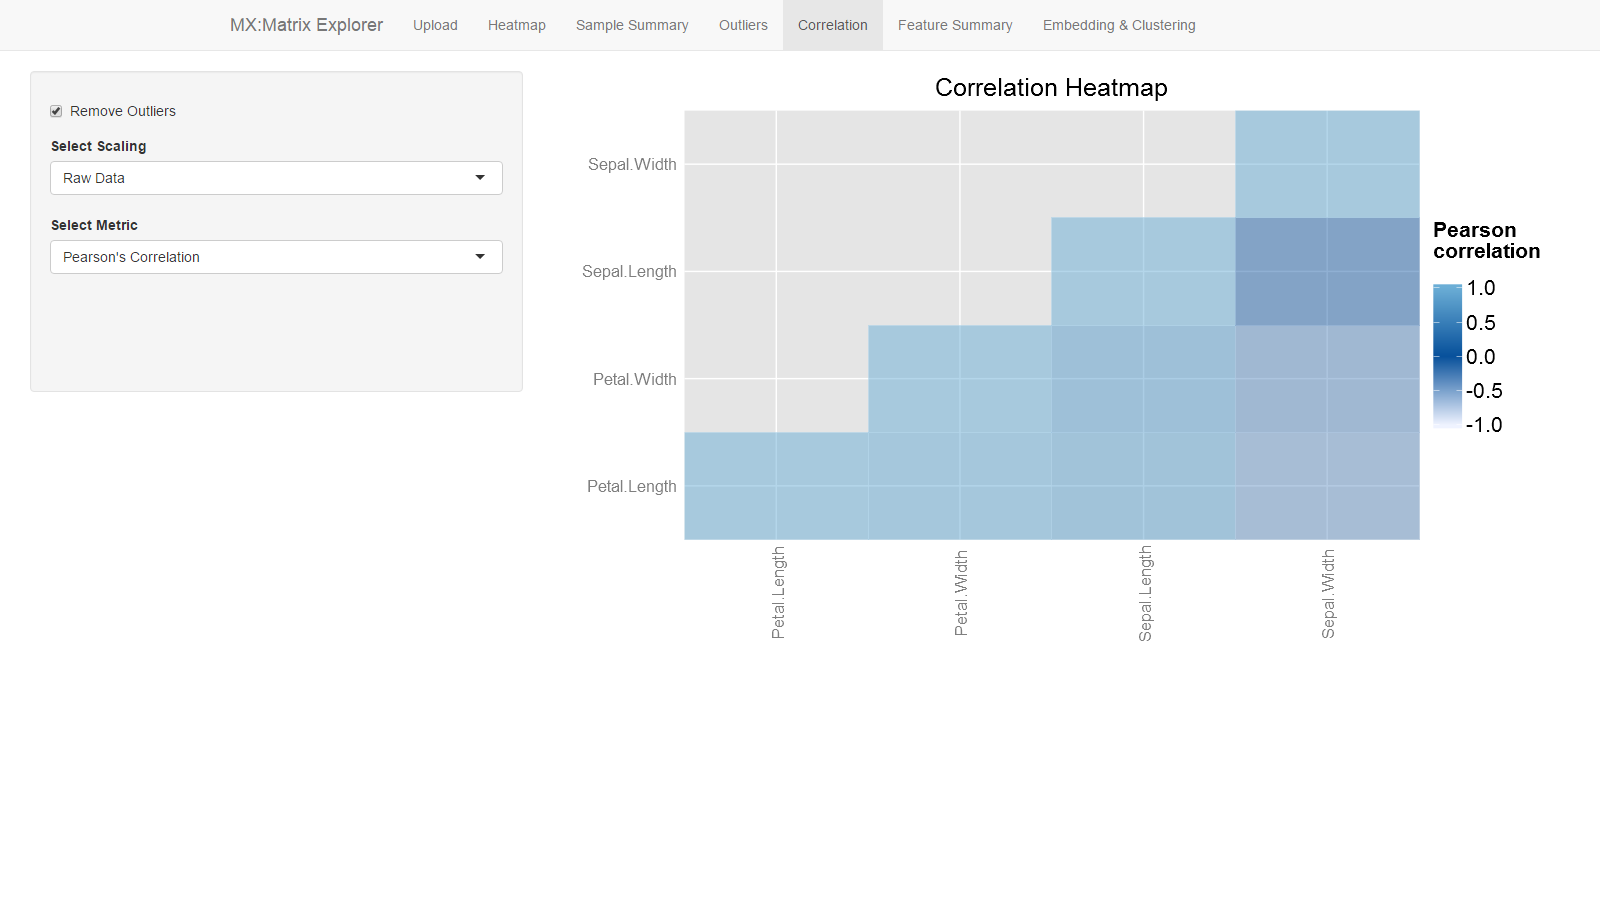 MX:Matrix Explorer Upload Heatmap Sample Summary Outliers Correlation Feature Summary Embedding & Clustering
Remove Outliers
Select Scaling
Raw Data
Select Metric
Pearson's Correlation
Correlation Heatmap
Sepal.Width
Sepal.Length
Petal.Width
Petal.Length
Petal.Length
Petal.Width
Sepal.Length
Sepal.Width
Pearson
correlation
1.0
0.5
0.0
-0.5
-1.0